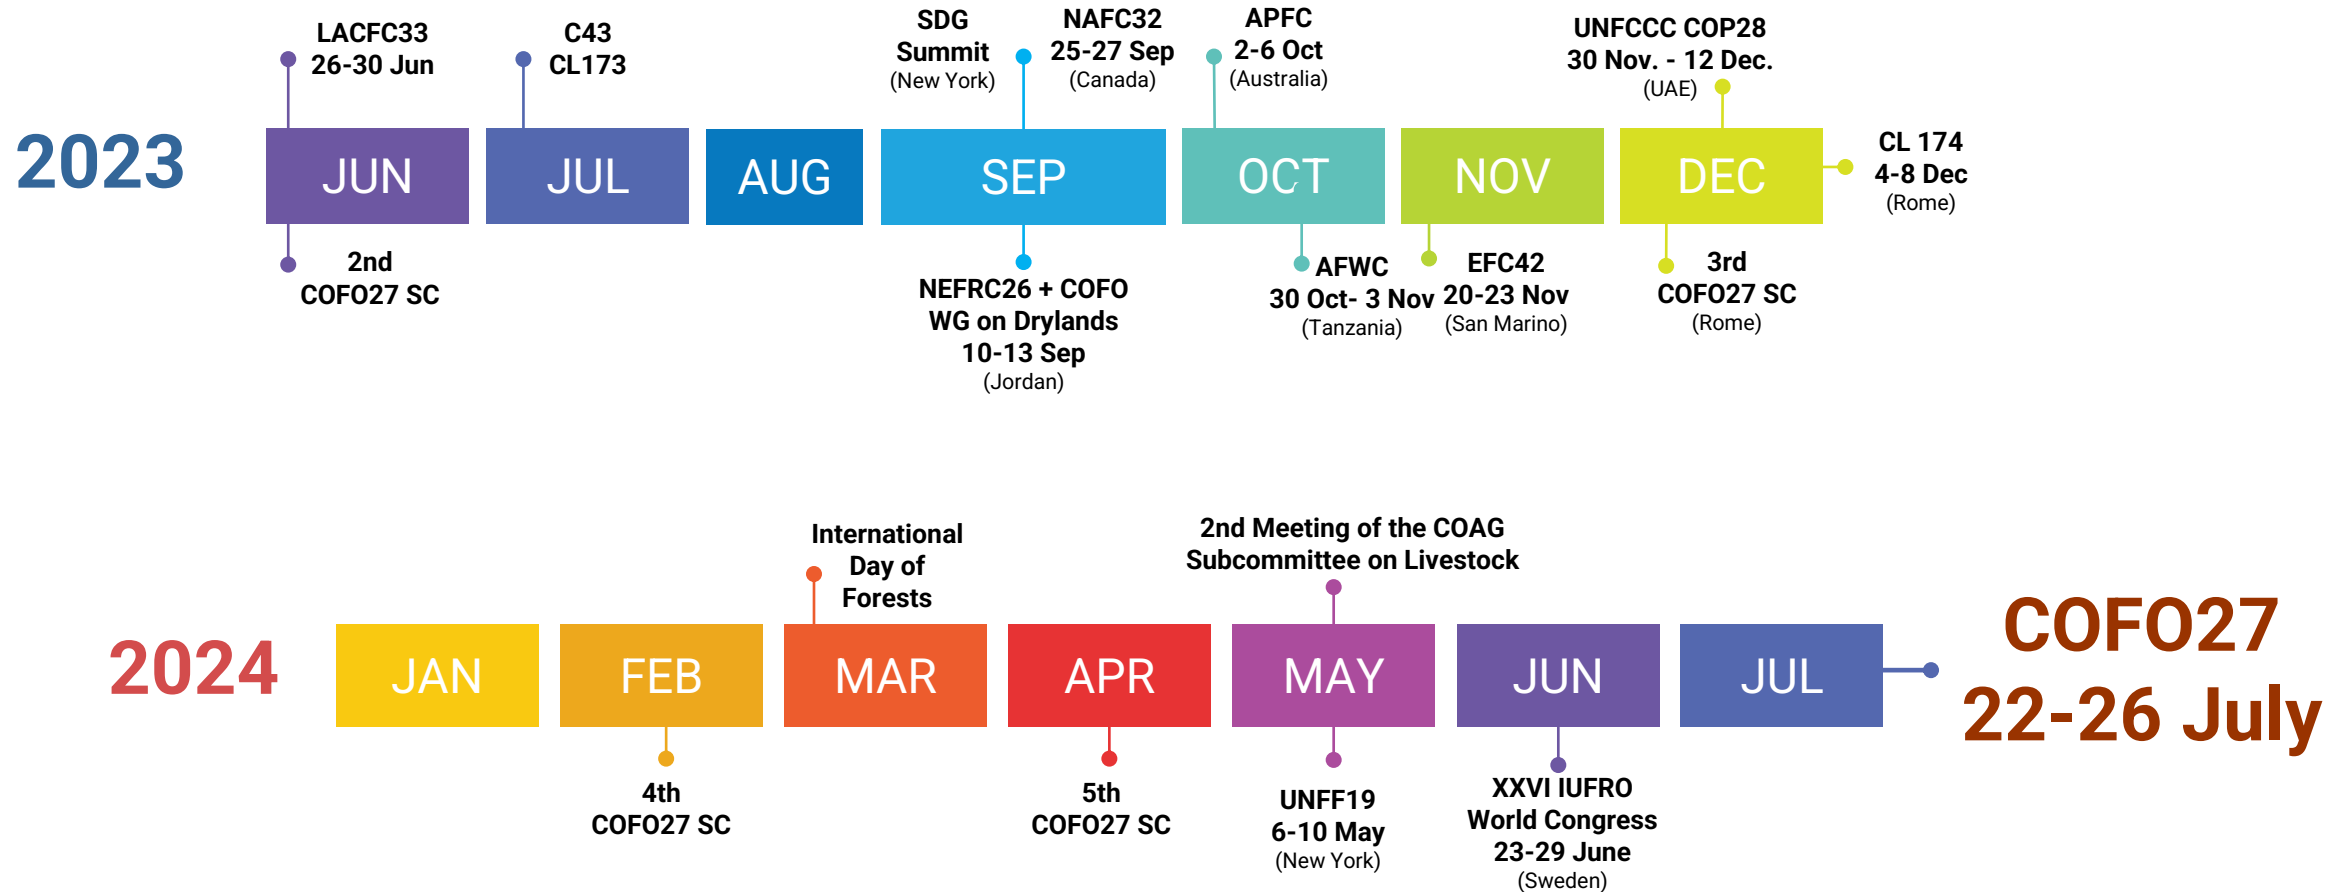 LACFC33
26-30 Jun
C43
CL173
SDG
Summit
(New York)
NAFC32
25-27 Sep
(Canada)
APFC
2-6 Oct
(Australia)
UNFCCC COP28
30 Nov. - 12 Dec.
(UAE)
2023
JUN
JUL
AUG
SEP
OCT
NOV
DEC
CL 174
4-8 Dec
(Rome)
2nd
COFO27 SC
NEFRC26 + COFO
WG on Drylands
10-13 Sep
(Jordan)
AFWC
30 Oct- 3 Nov
(Tanzania)
EFC42
20-23 Nov
(San Marino)
3rd
COFO27 SC
(Rome)
International
Day of
Forests
2nd Meeting of the COAG
Subcommittee on Livestock
2024
JAN
FEB
MAR
APR
MAY
JUN
JUL
COFO27
22-26 July
4th
COFO27 SC
5th
COFO27 SC
UNFF19
6-10 May
(New York)
XXVI IUFRO
World Congress
23-29 June
(Sweden)